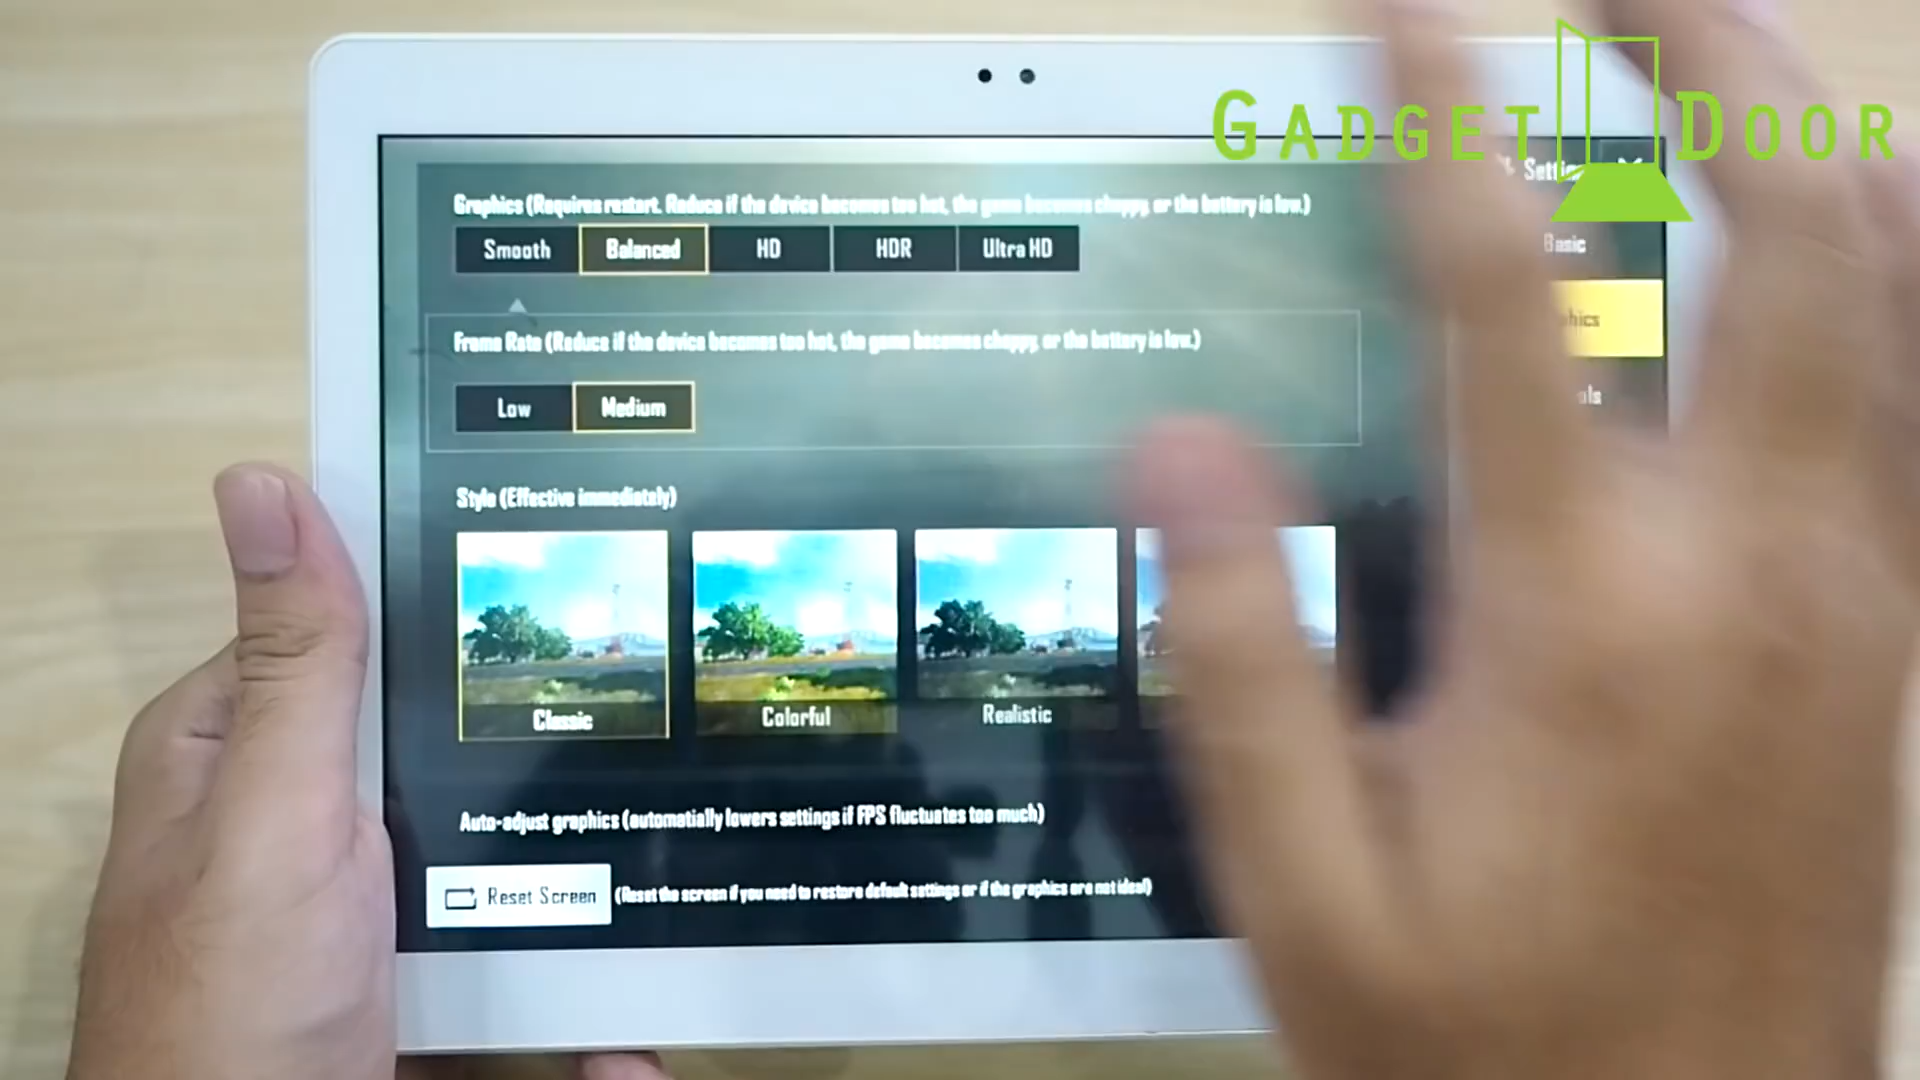 GADGET DOOR
Settin
Graphics (Requires restart. Reduce if the device becomes too hot, the game becomes choppy, or the battery is low.)
Smooth
Balanced
HD
HDR
Ultra HD
Basic
hics
Frame Rate (Reduce if the device becomes too hot, the game becomes choppy, or the battery is low.)
Low
Medium
ols
Style (Effective immediately)
Classic
Colorful
Realistic
Auto-adjust graphics (automatially lowers settings if FPS fluctuates too much)
Reset Screen
(Reset the screen if you need to restore default settings or if the graphics are not ideal)